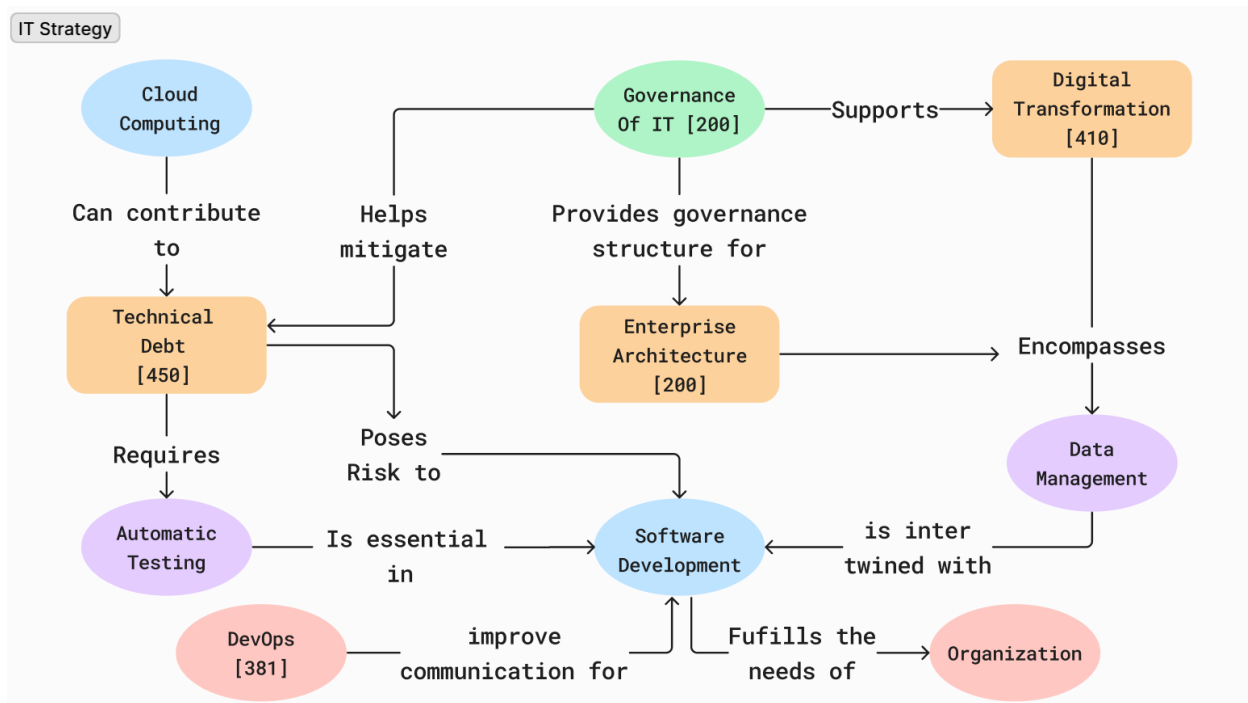 IT Strategy
Cloud
Computing
Governance
Of IT [200]
Supports
Digital
Transformation
[410]
Can contribute
to
Helps
mitigate
Provides governance
structure for
Technical
Debt
[450]
Enterprise
Architecture
[200]
Encompasses
Requires
Poses
Risk to
Data
Management
Automatic
Testing
Is essential
in
Software
Development
is inter
twined with
DevOps
[381]
improve
communication for
Fufills the
needs of
Organization